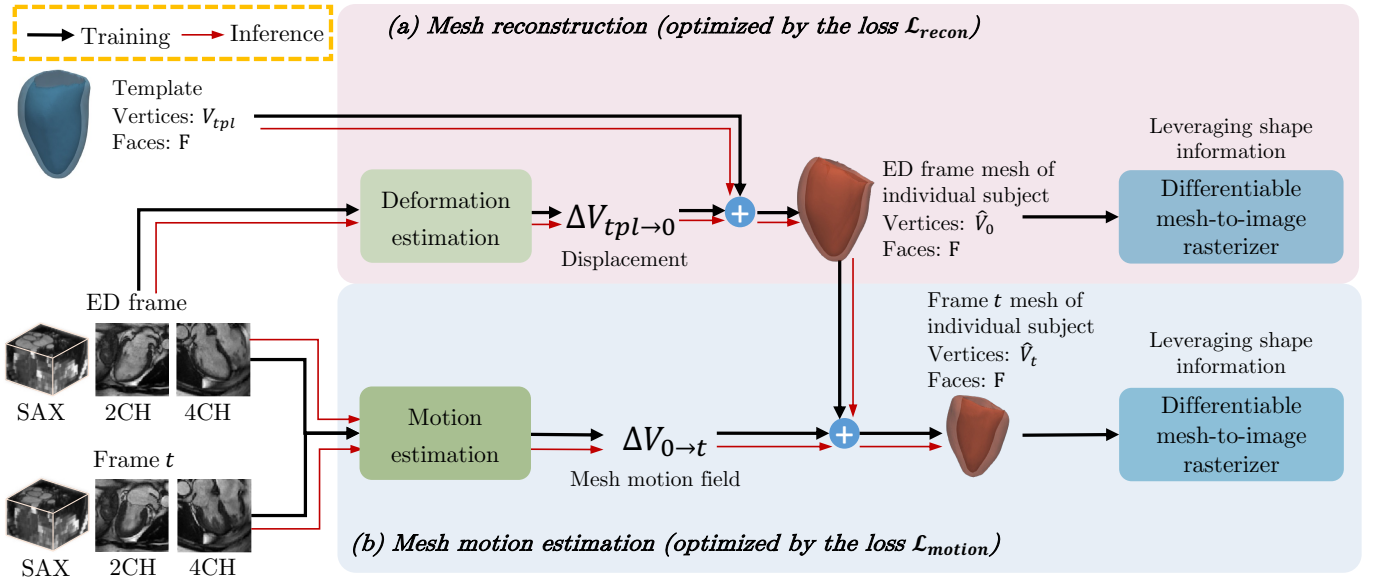 Training
Inference
(a) Mesh reconstruction (optimized by the loss ℒ_recon)
Template
Vertices: V_tpl
Faces: F
Deformation
estimation
ΔV_tpl→0
Displacement
+
ED frame mesh of
individual subject
Vertices: V̂_0
Faces: F
Leveraging shape
information
Differentiable
mesh-to-image
rasterizer
ED frame
SAX
2CH
4CH
Frame t
SAX
2CH
4CH
Motion
estimation
ΔV_0→t
Mesh motion field
+
Frame t mesh of
individual subject
Vertices: V̂_t
Faces: F
Leveraging shape
information
Differentiable
mesh-to-image
rasterizer
(b) Mesh motion estimation (optimized by the loss ℒ_motion)